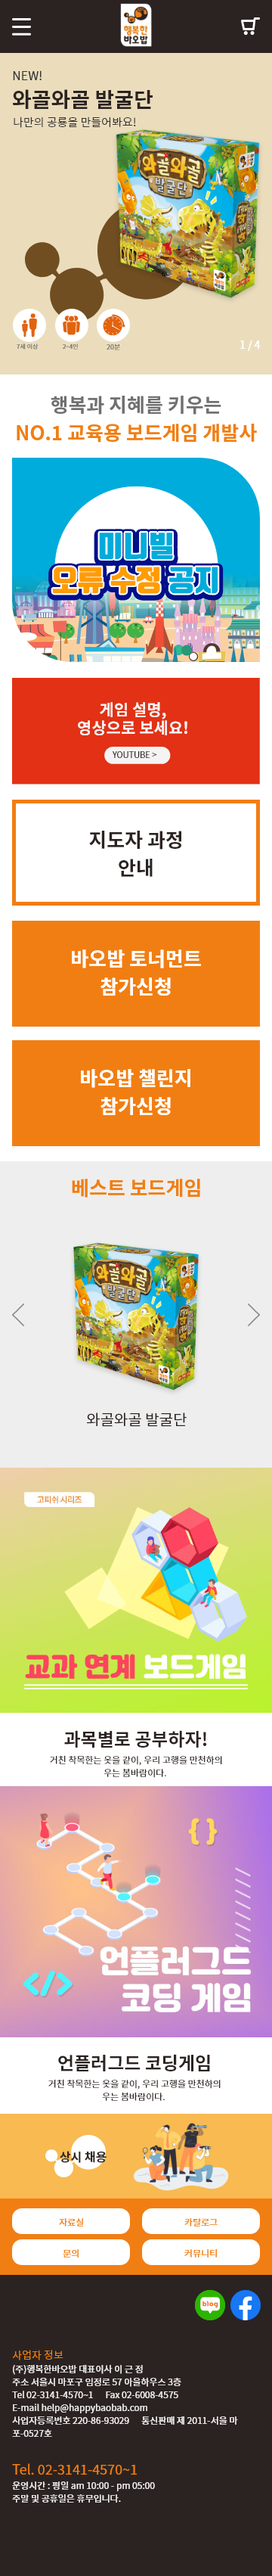 행복한
바오밥
NEW!
와골와골 발굴단
나만의 공룡을 만들어봐요!
와골와골
발굴단
7세 이상
2~4인
20분
1 / 4
행복과 지혜를 키우는
NO.1 교육용 보드게임 개발사
미니빌
오류 수정 공지
게임 설명,
영상으로 보세요!
YOUTUBE >
지도자 과정
안내
바오밥 토너먼트
참가신청
바오밥 챌린지
참가신청
베스트 보드게임
와골와골
발굴단
와골와골 발굴단
고피쉬 시리즈
교과 연계 보드게임
과목별로 공부하자!
거친 착목한는 옷을 같이, 우리 고행을 만천하의
우는 봄바람이다.
{ }
</>
언플러그드
코딩 게임
언플러그드 코딩게임
거친 착목한는 옷을 같이, 우리 고행을 만천하의
우는 봄바람이다.
상시 채용
자료실
카탈로그
문의
커뮤니티
blog
사업자 정보
(주)행복한바오밥 대표이사 이 근 정
주소 서울시 마포구 임정로 57 아을하우스 3층
Tel 02-3141-4570~1 Fax 02-6008-4575
E-mail help@happybaobab.com
사업자등록번호 220-86-93029 통신판매 제 2011-서울 마
포-0527호
Tel. 02-3141-4570~1
운영시간 : 평일 am 10:00 - pm 05:00
주말 및 공휴일은 휴무입니다.